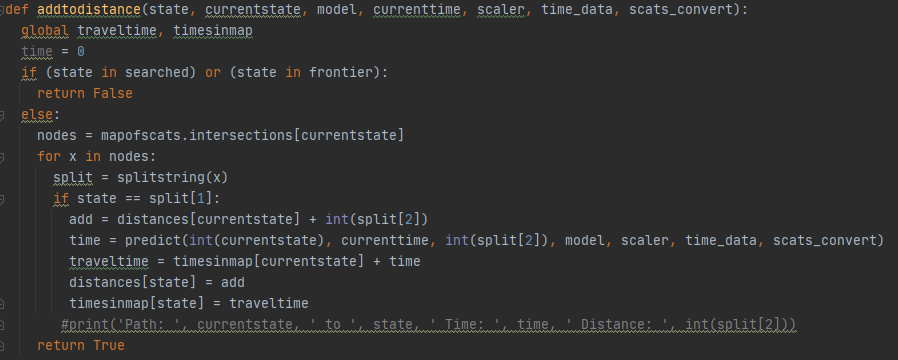 def addtodistance(state, currentstate, model, currenttime, scaler, time_data, scats_convert):
  global traveltime, timesinmap
  time = 0
  if (state in searched) or (state in frontier):
    return False
  else:
    nodes = mapofscats.intersections[currentstate]
    for x in nodes:
      split = splitstring(x)
      if state == split[1]:
        add = distances[currentstate] + int(split[2])
        time = predict(int(currentstate), currenttime, int(split[2]), model, scaler, time_data, scats_convert)
        traveltime = timesinmap[currentstate] + time
        distances[state] = add
        timesinmap[state] = traveltime
       #print('Path: ', currentstate, ' to ', state, ' Time: ', time, ' Distance: ', int(split[2]))
    return True